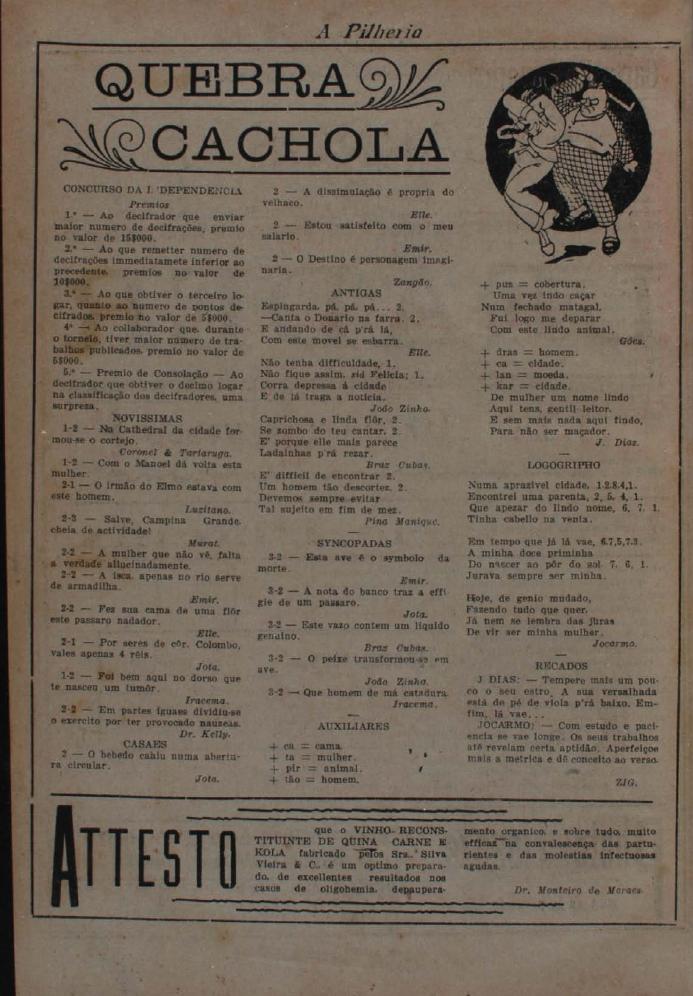 A Pilheria
QUEBRA
CACHOLA
CONCURSO DA I. 'DEPENDENCIA
Premios
1.º — Ao decifrador que enviar
maior numero de decifrações, premio
no valor de 15$000.
2.º — Ao que remetter numero de
decifrações immediatamete inferior ao
precedente, premios no valor de
10$000.
3.º — Ao que obtiver o terceiro lo-
gar, quanto ao numero de pontos de-
cifrados, premio no valor de 5$000.
4º — Ao collaborador que, durante
o torneio, tiver maior numero de tra-
balhos publicados, premio no valor de
5$000.
5.º — Premio de Consolação — Ao
decifrador que obtiver o decimo logar
na classificação dos decifradores, uma
surpreza.
NOVISSIMAS
1-2 — Na Cathedral da cidade for-
mou-se o cortejo.
Coronel & Tartaruga.
1-2 — Com o Manoel dá volta esta
mulher.
2-1 — O irmão do Elmo estava com
este homem.
Luzitano.
2-3 — Salve, Campina Grande,
cheia de actividade!
Murat.
2-2 — A mulher que não vê, falta
a verdade allucinadamente.
2-2 — A isca, apenas no rio serve
de armadilha.
Emir.
2-2 — Fez sua cama de uma flôr
este passaro nadador.
Elle.
2-1 — Por seres de côr, Colombo,
vales apenas 4 réis.
Jota.
1-2 — Foi bem aqui no dorso que
te nasceu um tumôr.
Iracema.
2-2 — Em partes iguaes dividiu-se
o exercito por ter provocado nauzeas.
Dr. Kelly.
CASAES
2 — O bebedo cahiu numa abertu-
ra circular.
Jota.
2 — A dissimulação é propria do
velhaco.
Elle.
2 — Estou satisfeito com o meu
salario.
Emir.
2 — O Destino é personagem imagi-
naria.
Zangão.
ANTIGAS
Espingarda, pá, pá, pá... 2.
—Canta o Donario na farra. 2.
E andando de cá p'rá lá,
Com este movel se esbarra.
Elle.
Não tenha difficuldade, 1.
Não fique assim, siá Felicia; 1.
Corra depressa á cidade
E de lá traga a noticia.
João Zinho.
Caprichosa e linda flôr, 2.
Se zombo do teu cantar, 2.
E' porque elle mais parece
Ladainhas p'rá rezar.
Braz Cubas.
E' difficil de encontrar 2.
Um homem tão descortez, 2.
Devemos sempre evitar
Tal sujeito em fim de mez.
Pina Manique.
SYNCOPADAS
3-2 — Esta ave é o symbolo da
morte.
Emir.
3-2 — A nota do banco traz a effi-
gie de um passaro.
Jota.
3-2 — Este vazo contem um liquido
genuino.
Braz Cubas.
3-2 — O peixe transformou-se em
ave.
João Zinho.
3-2 — Que homem de má catadura.
Iracema.
AUXILIARES
+ ca = cama.
+ ta = mulher.
+ pir = animal.
+ tão = homem.
+ pus = cobertura.
Uma vez indo caçar
Num fechado matagal,
Fui logo me deparar
Com este lindo animal.
Góes.
+ dras = homem.
+ ca = cidade.
+ lan = moeda.
+ kar = cidade.
De mulher um nome lindo
Aqui tens, gentil leitor.
E sem mais nada aqui findo,
Para não ser maçador.
J. Diaz.
LOGOGRIPHO
Numa aprazivel cidade, 1-2.8-4,1.
Encontrei uma parenta, 2, 5, 4, 1.
Que apezar do lindo nome, 6, 7, 1.
Tinha cabello na venta.
Em tempo que já lá vae, 6.7,5,7.3.
A minha doce priminha
Do nascer ao pôr do sol 7, 6, 1.
Jurava sempre ser minha.
Hoje, de genio mudado,
Fazendo tudo que quer,
Já nem se lembra das juras
De vir ser minha mulher.
Jocarmo.
RECADOS
J DIAS: — Tempere mais um pou-
co o seu estro. A sua versalhada
está de pé de viola p'rá baixo. Em-
fim, lá vae...
JOCARMO: — Com estudo e paci-
encia se vae longe. Os seus trabalhos
até revelam certa aptidão. Aperfeiçoe
mais a metrica e dê conceito ao verso.
ZIG.
ATTESTO
que o VINHO RECONS-
TITUINTE DE QUINA CARNE E
KOLA fabricado pelos Srs. Silva
Vieira & C. é um optimo prepara-
do, de excellentes resultados nos
casos de oligohemia, depaupera-
mento organico, e sobre tudo, muito
efficaz na convalescença das partu-
rientes e das molestias infectuosas
agudas.
Dr. Monteiro de Moraes.